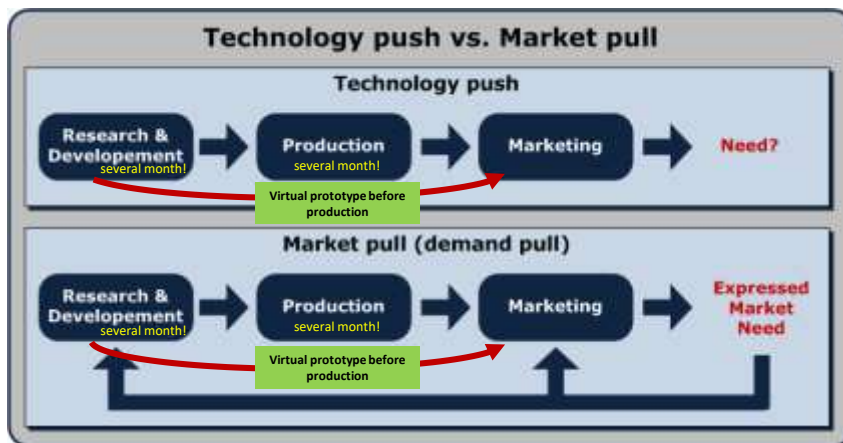 Technology push vs. Market pull
Technology push
Research &
Developement
several month!
Production
several month!
Marketing
Need?
Virtual prototype before
production
Market pull (demand pull)
Research &
Developement
several month!
Production
several month!
Marketing
Expressed
Market
Need
Virtual prototype before
production